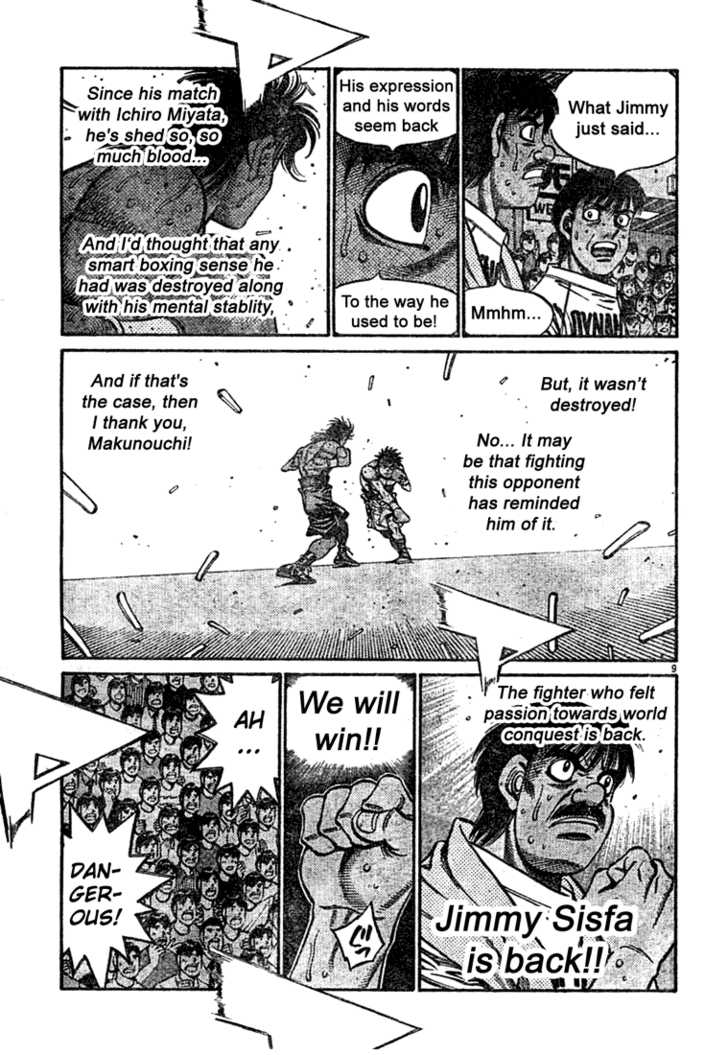 What Jimmy
just said...
WE
Mmhm...
DYNAM
His expression
and his words
seem back
To the way he
used to be!
Since his match
with Ichiro Miyata,
he's shed so, so
much blood...
And I'd thought that any
smart boxing sense he
had was destroyed along
with his mental stablity,
But, it wasn't
destroyed!
No... It may
be that fighting
this opponent
has reminded
him of it.
And if that's
the case, then
I thank you,
Makunouchi!
9
The fighter who felt
passion towards world
conquest is back.
Jimmy Sisfa
is back!!
We will
win!!
AH
...
DAN-
GER-
OUS!